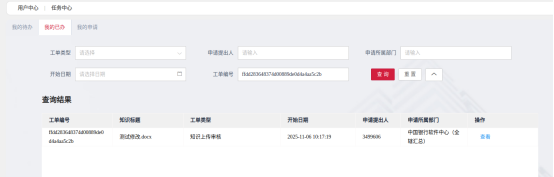 用户中心 | 任务中心
我的待办 我的已办 我的申请
工单类型 请选择 申请提出人 请输入 申请所属部门 请输入
开始日期 请选择日期 工单编号 查 询 重 置
查询结果
工单编号 知识标题 工单类型 开始日期 申请提出人 申请所属部门 操作
测试修改.docx 知识上传审核 2025-11-06 10:17:19 3499606 中国银行软件中心（全
链汇总） 查看